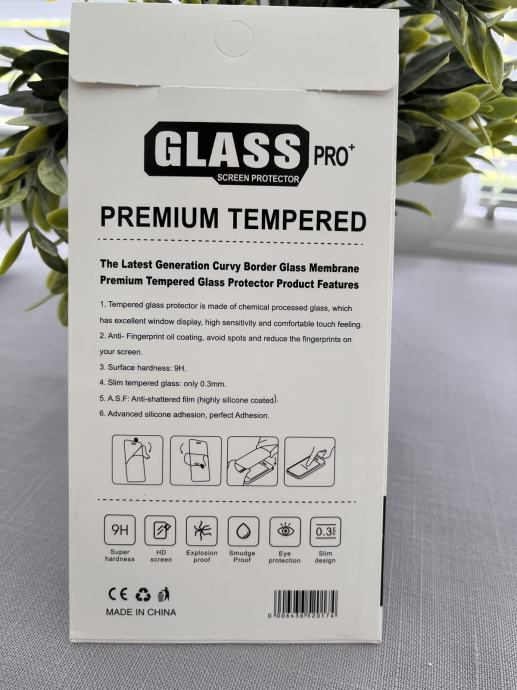 GLASS PRO+
SCREEN PROTECTOR
PREMIUM TEMPERED
The Latest Generation Curvy Border Glass Membrane
Premium Tempered Glass Protector Product Features
1. Tempered glass protector is made of chemical processed glass, which
has excellent window display, high sensitivity and comfortable touch feeling.
2. Anti- Fingerprint oil coating, avoid spots and reduce the fingerprints on
your screen.
3. Surface hardness: 9H.
4. Slim tempered glass: only 0.3mm.
5. A.S.F: Anti-shattered film (highly silicone coated).
6. Advanced silicone adhesion, perfect Adhesion.
9H
0.3
Super
hardness
HD
screen
Explosion
proof
Smudge
Proof
Eye
protection
Slim
design
CE
MADE IN CHINA
0 006436 520174